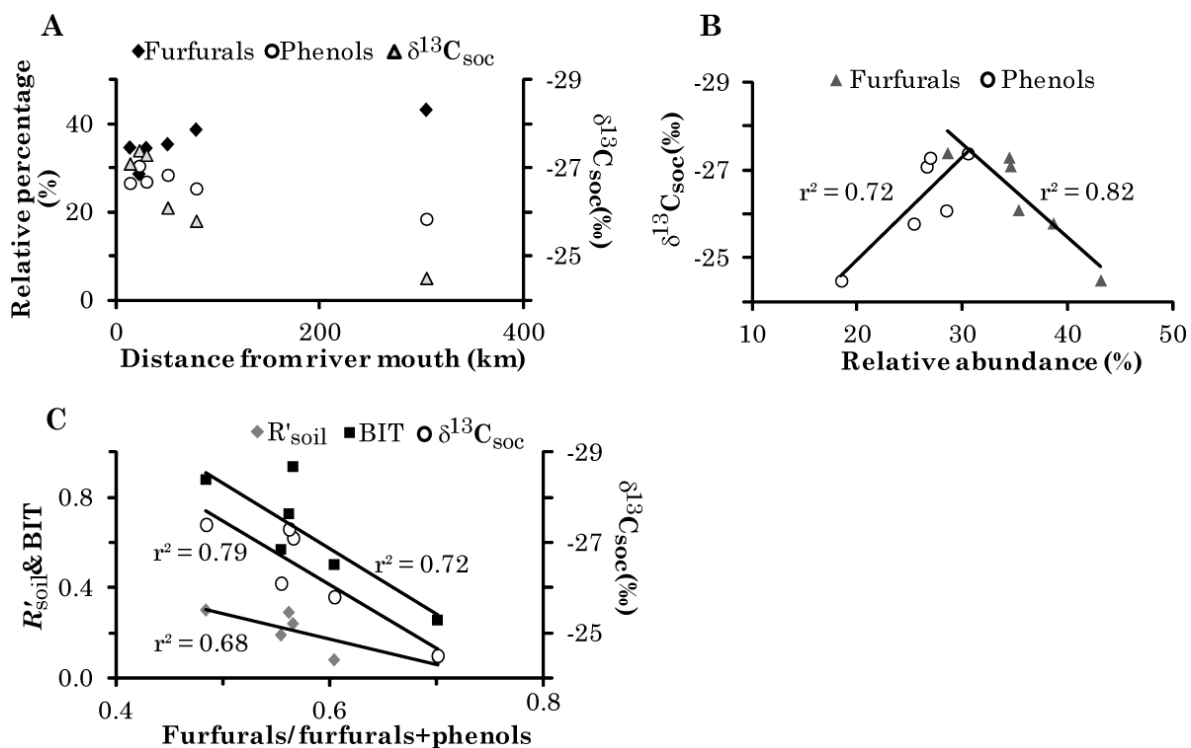 A
Furfurals Phenols δ¹³Csoc
Relative percentage (%)
40
20
0
-29
-27
-25
δ¹³Csoc(‰)
0 200 400
Distance from river mouth (km)
B
Furfurals Phenols
δ¹³Csoc(‰)
-29
-27
-25
r² = 0.72
r² = 0.82
10 20 30 40 50
Relative abundance (%)
C
R'soil BIT δ¹³Csoc
R'soil & BIT
0.8
0.4
0.0
-29
-27
-25
δ¹³Csoc(‰)
r² = 0.79
r² = 0.72
r² = 0.68
0.4 0.6 0.8
Furfurals/furfurals+phenols